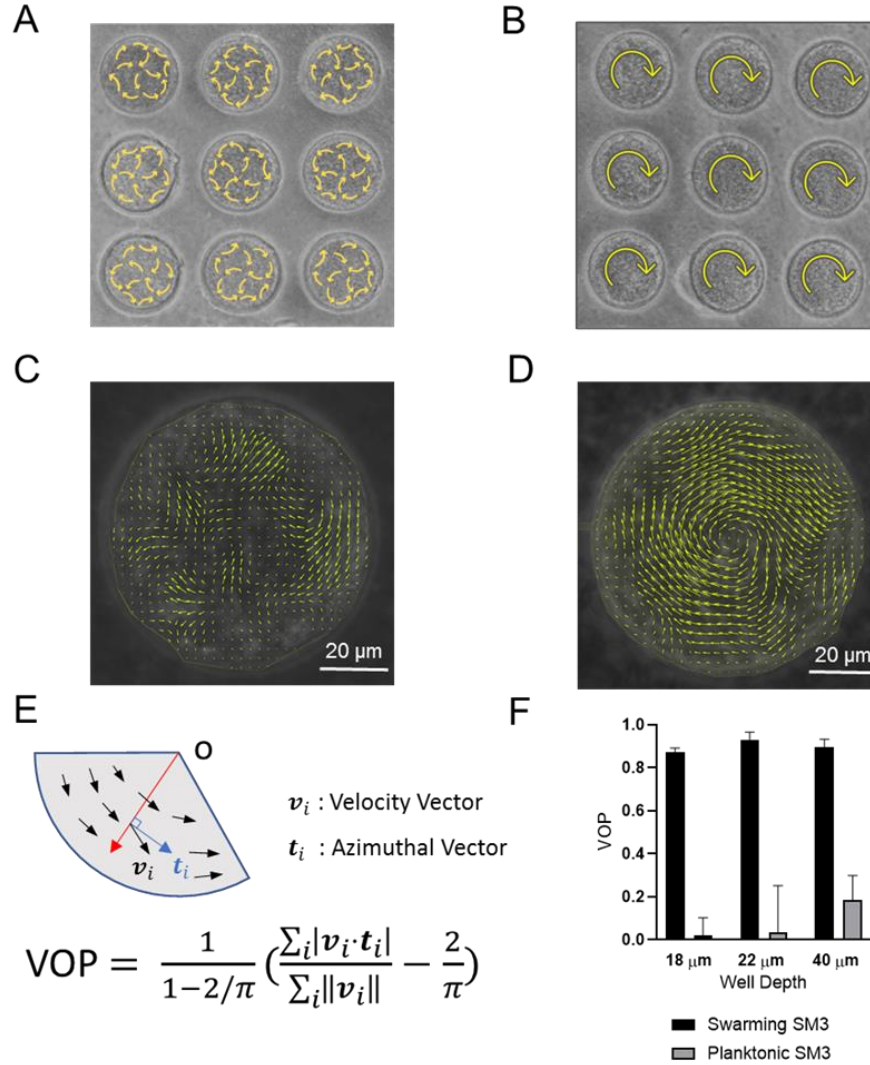 A
B
C
D
20 μm
20 μm
E
O
v_i : Velocity Vector
t_i : Azimuthal Vector
v_i
t_i
VOP = 1/(1−2/π) (∑_i|v_i·t_i| / ∑_i‖v_i‖ − 2/π)
F
1.0
0.8
0.6
0.4
0.2
0.0
VOP
18 μm 22 μm 40 μm
Well Depth
Swarming SM3
Planktonic SM3